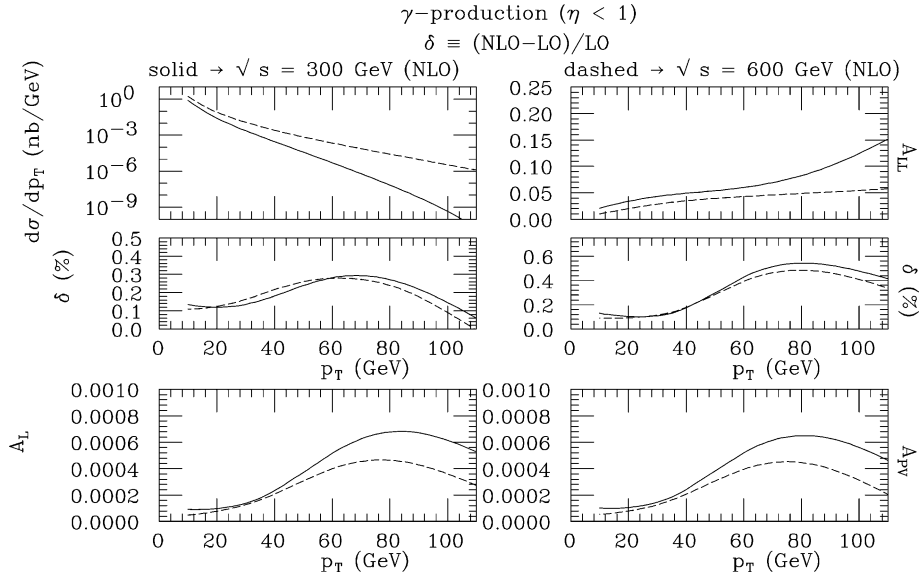 γ−production (η < 1)
δ ≡ (NLO−LO)/LO
solid → √ s = 300 GeV (NLO)
dashed → √ s = 600 GeV (NLO)
dσ/dp_T (nb/GeV)
10^0
10^−3
10^−6
10^−9
0.25
0.20
0.15
0.10
0.05
0.00
A_LL
δ (%)
0.5
0.4
0.3
0.2
0.1
0.0
0 20 40 60 80 100
p_T (GeV)
0.6
0.4
0.2
0.0
δ (%)
0 20 40 60 80 100
p_T (GeV)
A_L
0.0010
0.0008
0.0006
0.0004
0.0002
0.0000
0 20 40 60 80 100
p_T (GeV)
0.0010
0.0008
0.0006
0.0004
0.0002
0.0000
A_PV
0 20 40 60 80 100
p_T (GeV)